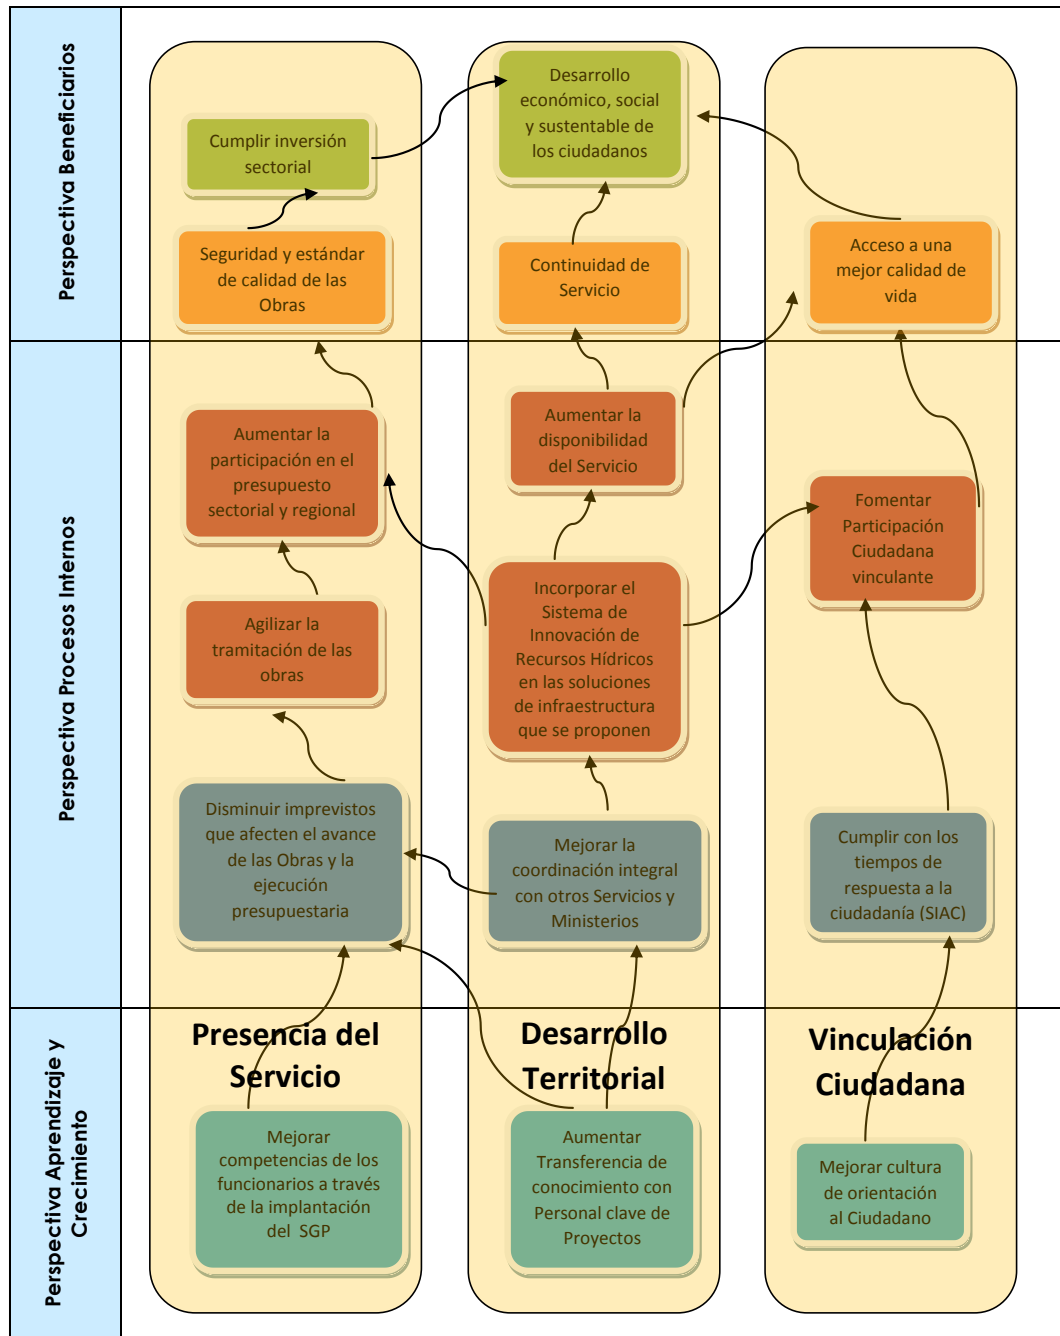 Perspectiva Beneficiarios
Cumplir inversión
sectorial
Desarrollo
económico, social
y sustentable de
los ciudadanos
Seguridad y estándar
de calidad de las
Obras
Continuidad de
Servicio
Acceso a una
mejor calidad de
vida
Perspectiva Procesos Internos
Aumentar la
participación en el
presupuesto
sectorial y regional
Aumentar la
disponibilidad
del Servicio
Fomentar
Participación
Ciudadana
vinculante
Agilizar la
tramitación de las
obras
Incorporar el
Sistema de
Innovación de
Recursos Hídricos
en las soluciones
de infraestructura
que se proponen
Disminuir imprevistos
que afecten el avance
de las Obras y la
ejecución
presupuestaria
Mejorar la
coordinación integral
con otros Servicios y
Ministerios
Cumplir con los
tiempos de
respuesta a la
ciudadanía (SIAC)
Perspectiva Aprendizaje y
Crecimiento
Presencia del
Servicio
Desarrollo
Territorial
Vinculación
Ciudadana
Mejorar
competencias de los
funcionarios a través
de la implantación
del SGP
Aumentar
Transferencia de
conocimiento con
Personal clave de
Proyectos
Mejorar cultura
de orientación
al Ciudadano